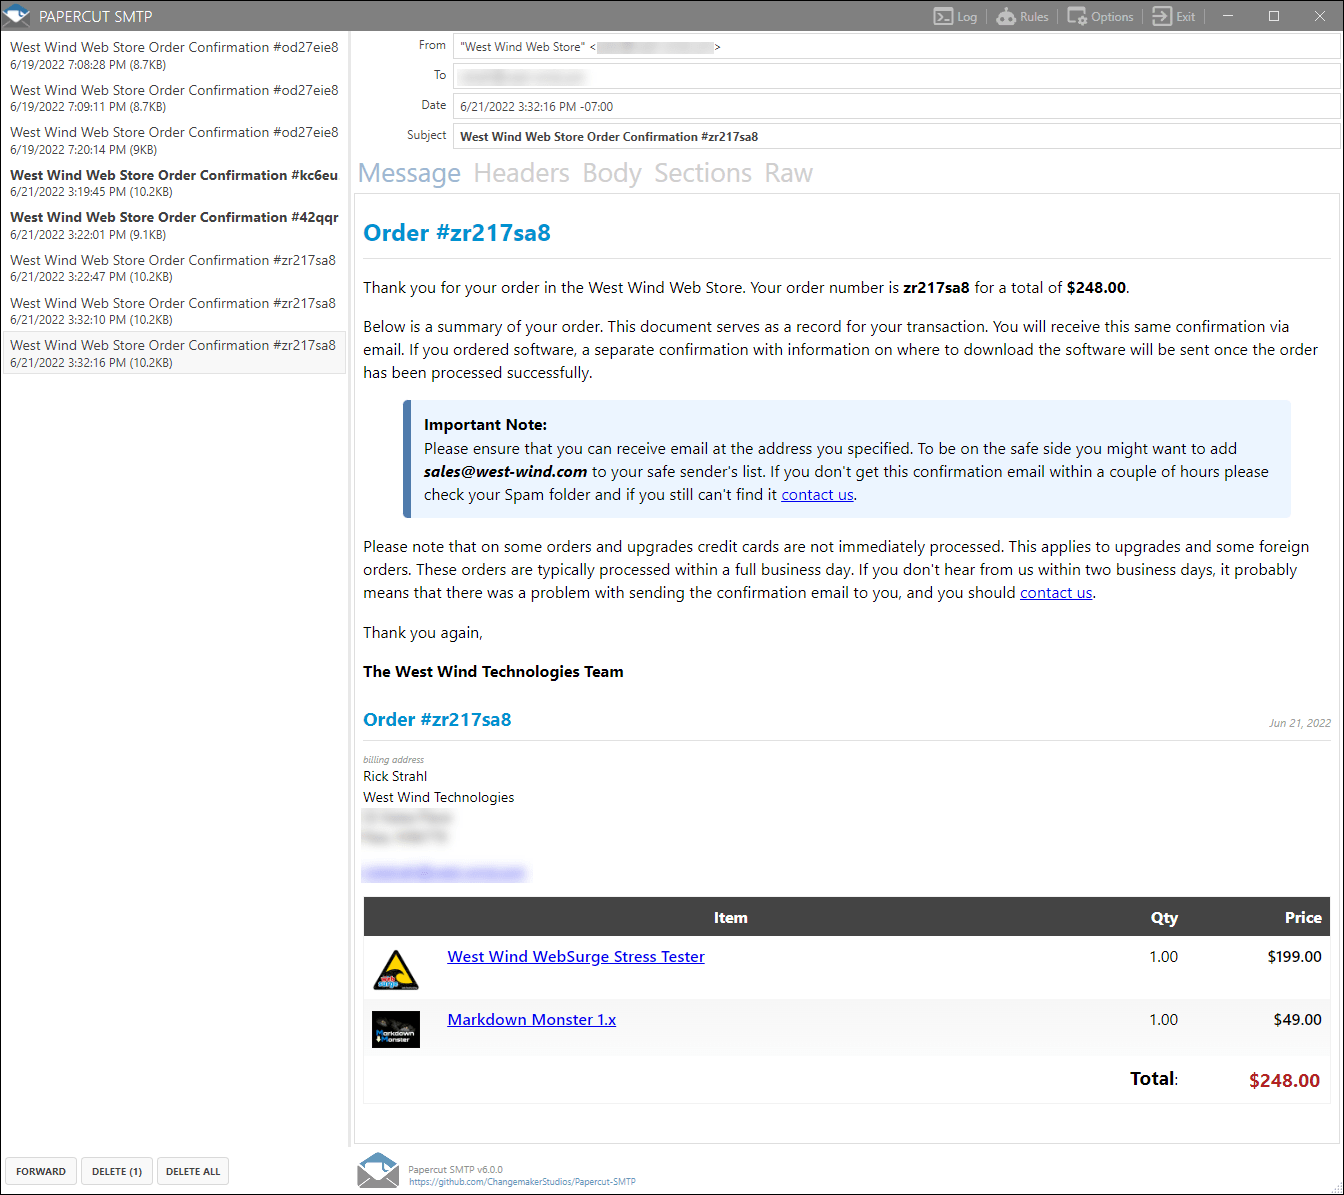 PAPERCUT SMTP
Log
Rules
Options
Exit
West Wind Web Store Order Confirmation #od27eie8
6/19/2022 7:08:28 PM (8.7KB)
West Wind Web Store Order Confirmation #od27eie8
6/19/2022 7:09:11 PM (8.7KB)
West Wind Web Store Order Confirmation #od27eie8
6/19/2022 7:20:14 PM (9KB)
West Wind Web Store Order Confirmation #kc6eu
6/21/2022 3:19:45 PM (10.2KB)
West Wind Web Store Order Confirmation #42qqr
6/21/2022 3:22:01 PM (9.1KB)
West Wind Web Store Order Confirmation #zr217sa8
6/21/2022 3:22:47 PM (10.2KB)
West Wind Web Store Order Confirmation #zr217sa8
6/21/2022 3:32:10 PM (10.2KB)
West Wind Web Store Order Confirmation #zr217sa8
6/21/2022 3:32:16 PM (10.2KB)
FORWARD
DELETE (1)
DELETE ALL
From "West Wind Web Store" < >
To
Date 6/21/2022 3:32:16 PM -07:00
Subject West Wind Web Store Order Confirmation #zr217sa8
Message Headers Body Sections Raw
Order #zr217sa8
Thank you for your order in the West Wind Web Store. Your order number is zr217sa8 for a total of $248.00.
Below is a summary of your order. This document serves as a record for your transaction. You will receive this same confirmation via
email. If you ordered software, a separate confirmation with information on where to download the software will be sent once the order
has been processed successfully.
Important Note:
Please ensure that you can receive email at the address you specified. To be on the safe side you might want to add
sales@west-wind.com to your safe sender's list. If you don't get this confirmation email within a couple of hours please
check your Spam folder and if you still can't find it contact us.
Please note that on some orders and upgrades credit cards are not immediately processed. This applies to upgrades and some foreign
orders. These orders are typically processed within a full business day. If you don't hear from us within two business days, it probably
means that there was a problem with sending the confirmation email to you, and you should contact us.
Thank you again,
The West Wind Technologies Team
Order #zr217sa8
Jun 21, 2022
billing address
Rick Strahl
West Wind Technologies
Item Qty Price
web surge
West Wind WebSurge Stress Tester 1.00 $199.00
Markdown Monster
Markdown Monster 1.x 1.00 $49.00
Total: $248.00
Papercut SMTP v6.0.0
https://github.com/ChangemakerStudios/Papercut-SMTP